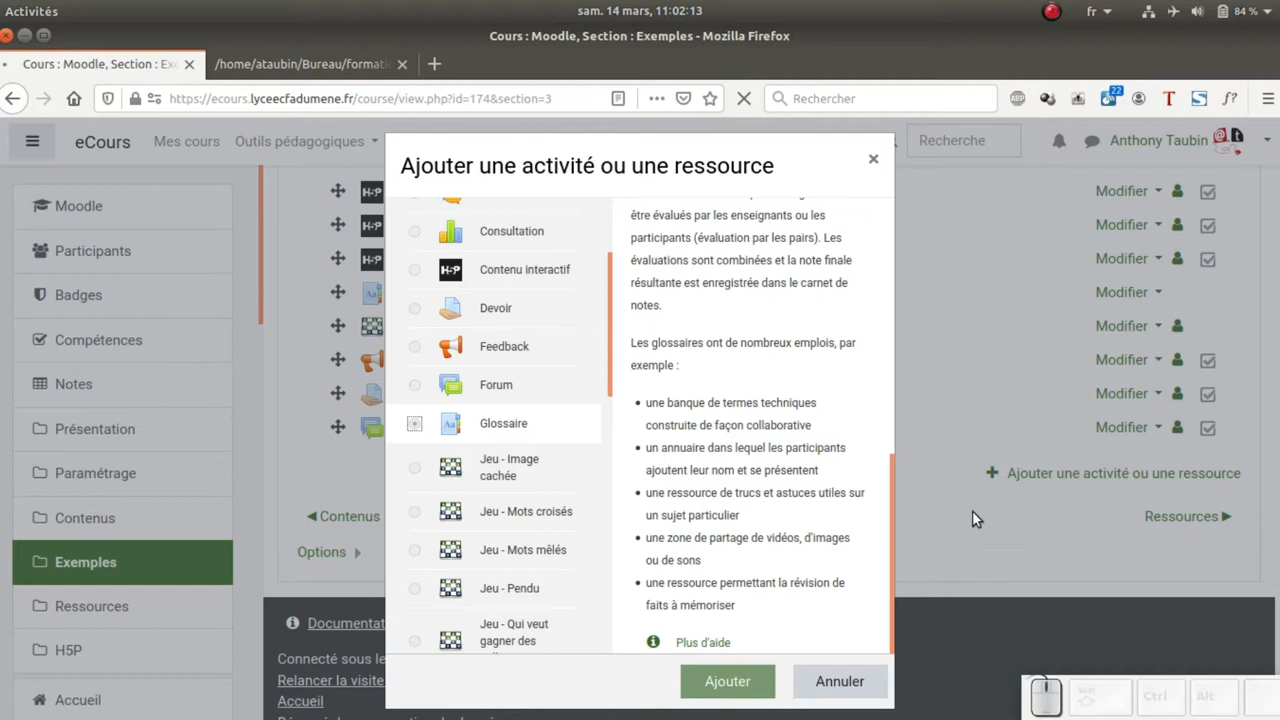 Activités
sam. 14 mars, 11:02:13
fr
84 %
Cours : Moodle, Section : Exemples - Mozilla Firefox
Cours : Moodle, Section : Exe
/home/ataubin/Bureau/formati
https://ecours.lyceecfadumene.fr/course/view.php?id=174&section=3
Rechercher
ABP
22
T
S
f?
eCours
Mes cours
Outils pédagogiques
Recherche
Anthony Taubin
Ajouter une activité ou une ressource
×
Moodle
Participants
Badges
Compétences
Notes
Présentation
Paramétrage
Contenus
Exemples
Ressources
H5P
Accueil
H-P
H-P
H-P
Modifier
Modifier
Modifier
Modifier
Modifier
Modifier
Modifier
Modifier
Consultation
H-P
Contenu interactif
Devoir
Feedback
Forum
Aa
Glossaire
Jeu - Image
cachée
Jeu - Mots croisés
Jeu - Mots mêlés
Jeu - Pendu
Jeu - Qui veut
gagner des
être évalués par les enseignants ou les
participants (évaluation par les pairs). Les
évaluations sont combinées et la note finale
résultante est enregistrée dans le carnet de
notes.
Les glossaires ont de nombreux emplois, par
exemple :
• une banque de termes techniques
construite de façon collaborative
• un annuaire dans lequel les participants
ajoutent leur nom et se présentent
• une ressource de trucs et astuces utiles sur
un sujet particulier
• une zone de partage de vidéos, d'images
ou de sons
• une ressource permettant la révision de
faits à mémoriser
Plus d'aide
Ajouter
Annuler
Ajouter une activité ou une ressource
Contenus
Ressources
Options
Documentat
Connecté sous le
Relancer la visite
Accueil
Ctrl
Alt